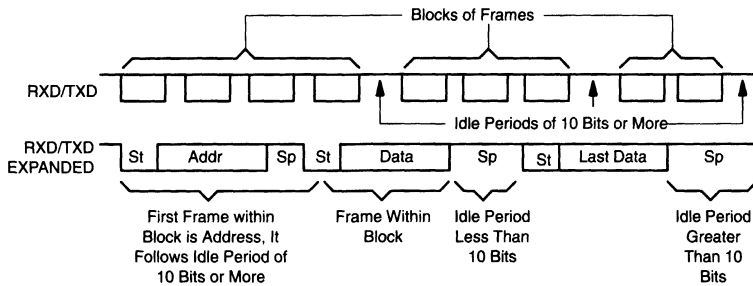 Blocks of Frames
RXD/TXD
Idle Periods of 10 Bits or More
RXD/TXD
EXPANDED
St Addr Sp St Data Sp St Last Data Sp
First Frame within
Block is Address, It
Follows Idle Period of
10 Bits or More
Frame Within
Block
Idle Period
Less Than
10 Bits
Idle Period
Greater
Than 10
Bits